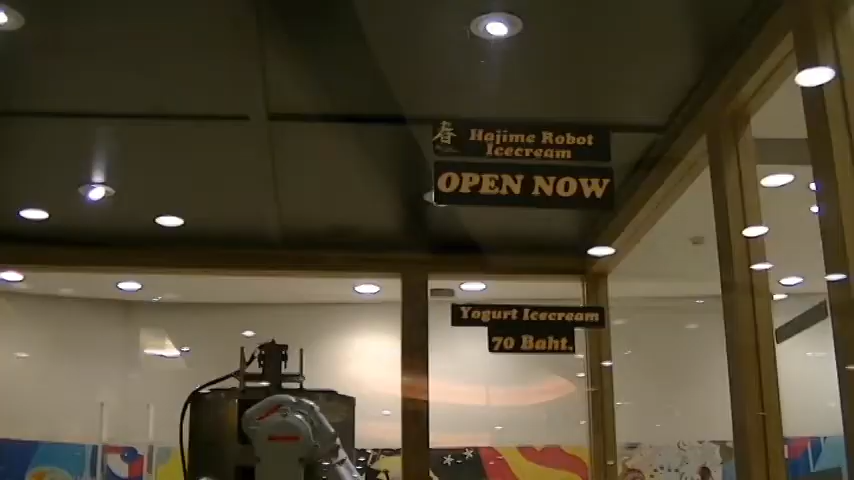 春
Hajime Robot
Icecream
OPEN NOW
Yogurt Icecream
70 Baht.